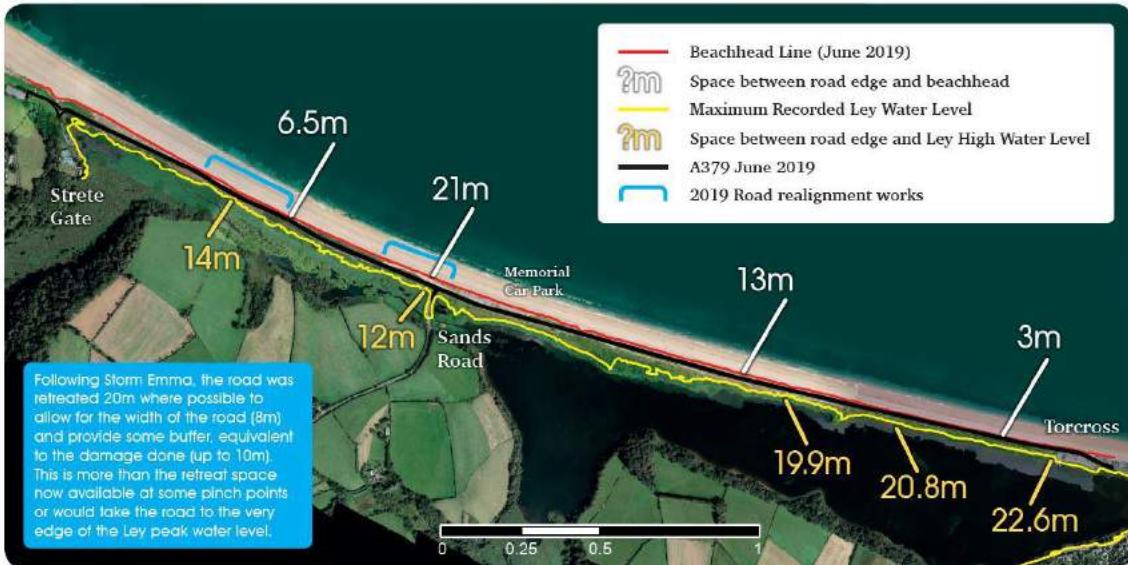 Beachhead Line (June 2019)
?m
Space between road edge and beachhead
Maximum Recorded Ley Water Level
?m
Space between road edge and Ley High Water Level
A379 June 2019
2019 Road realignment works
6.5m
21m
Memorial
Car Park
13m
3m
Torcross
Strete
Gate
14m
12m
Sands
Road
19.9m
20.8m
22.6m
Following Storm Emma, the road was
retreated 20m where possible to
allow for the width of the road (8m)
and provide some buffer, equivalent
to the damage done (up to 10m).
This is more than the retreat space
now available at some pinch points
or would take the road to the very
edge of the Ley peak water level.
0
0.25
0.5
1